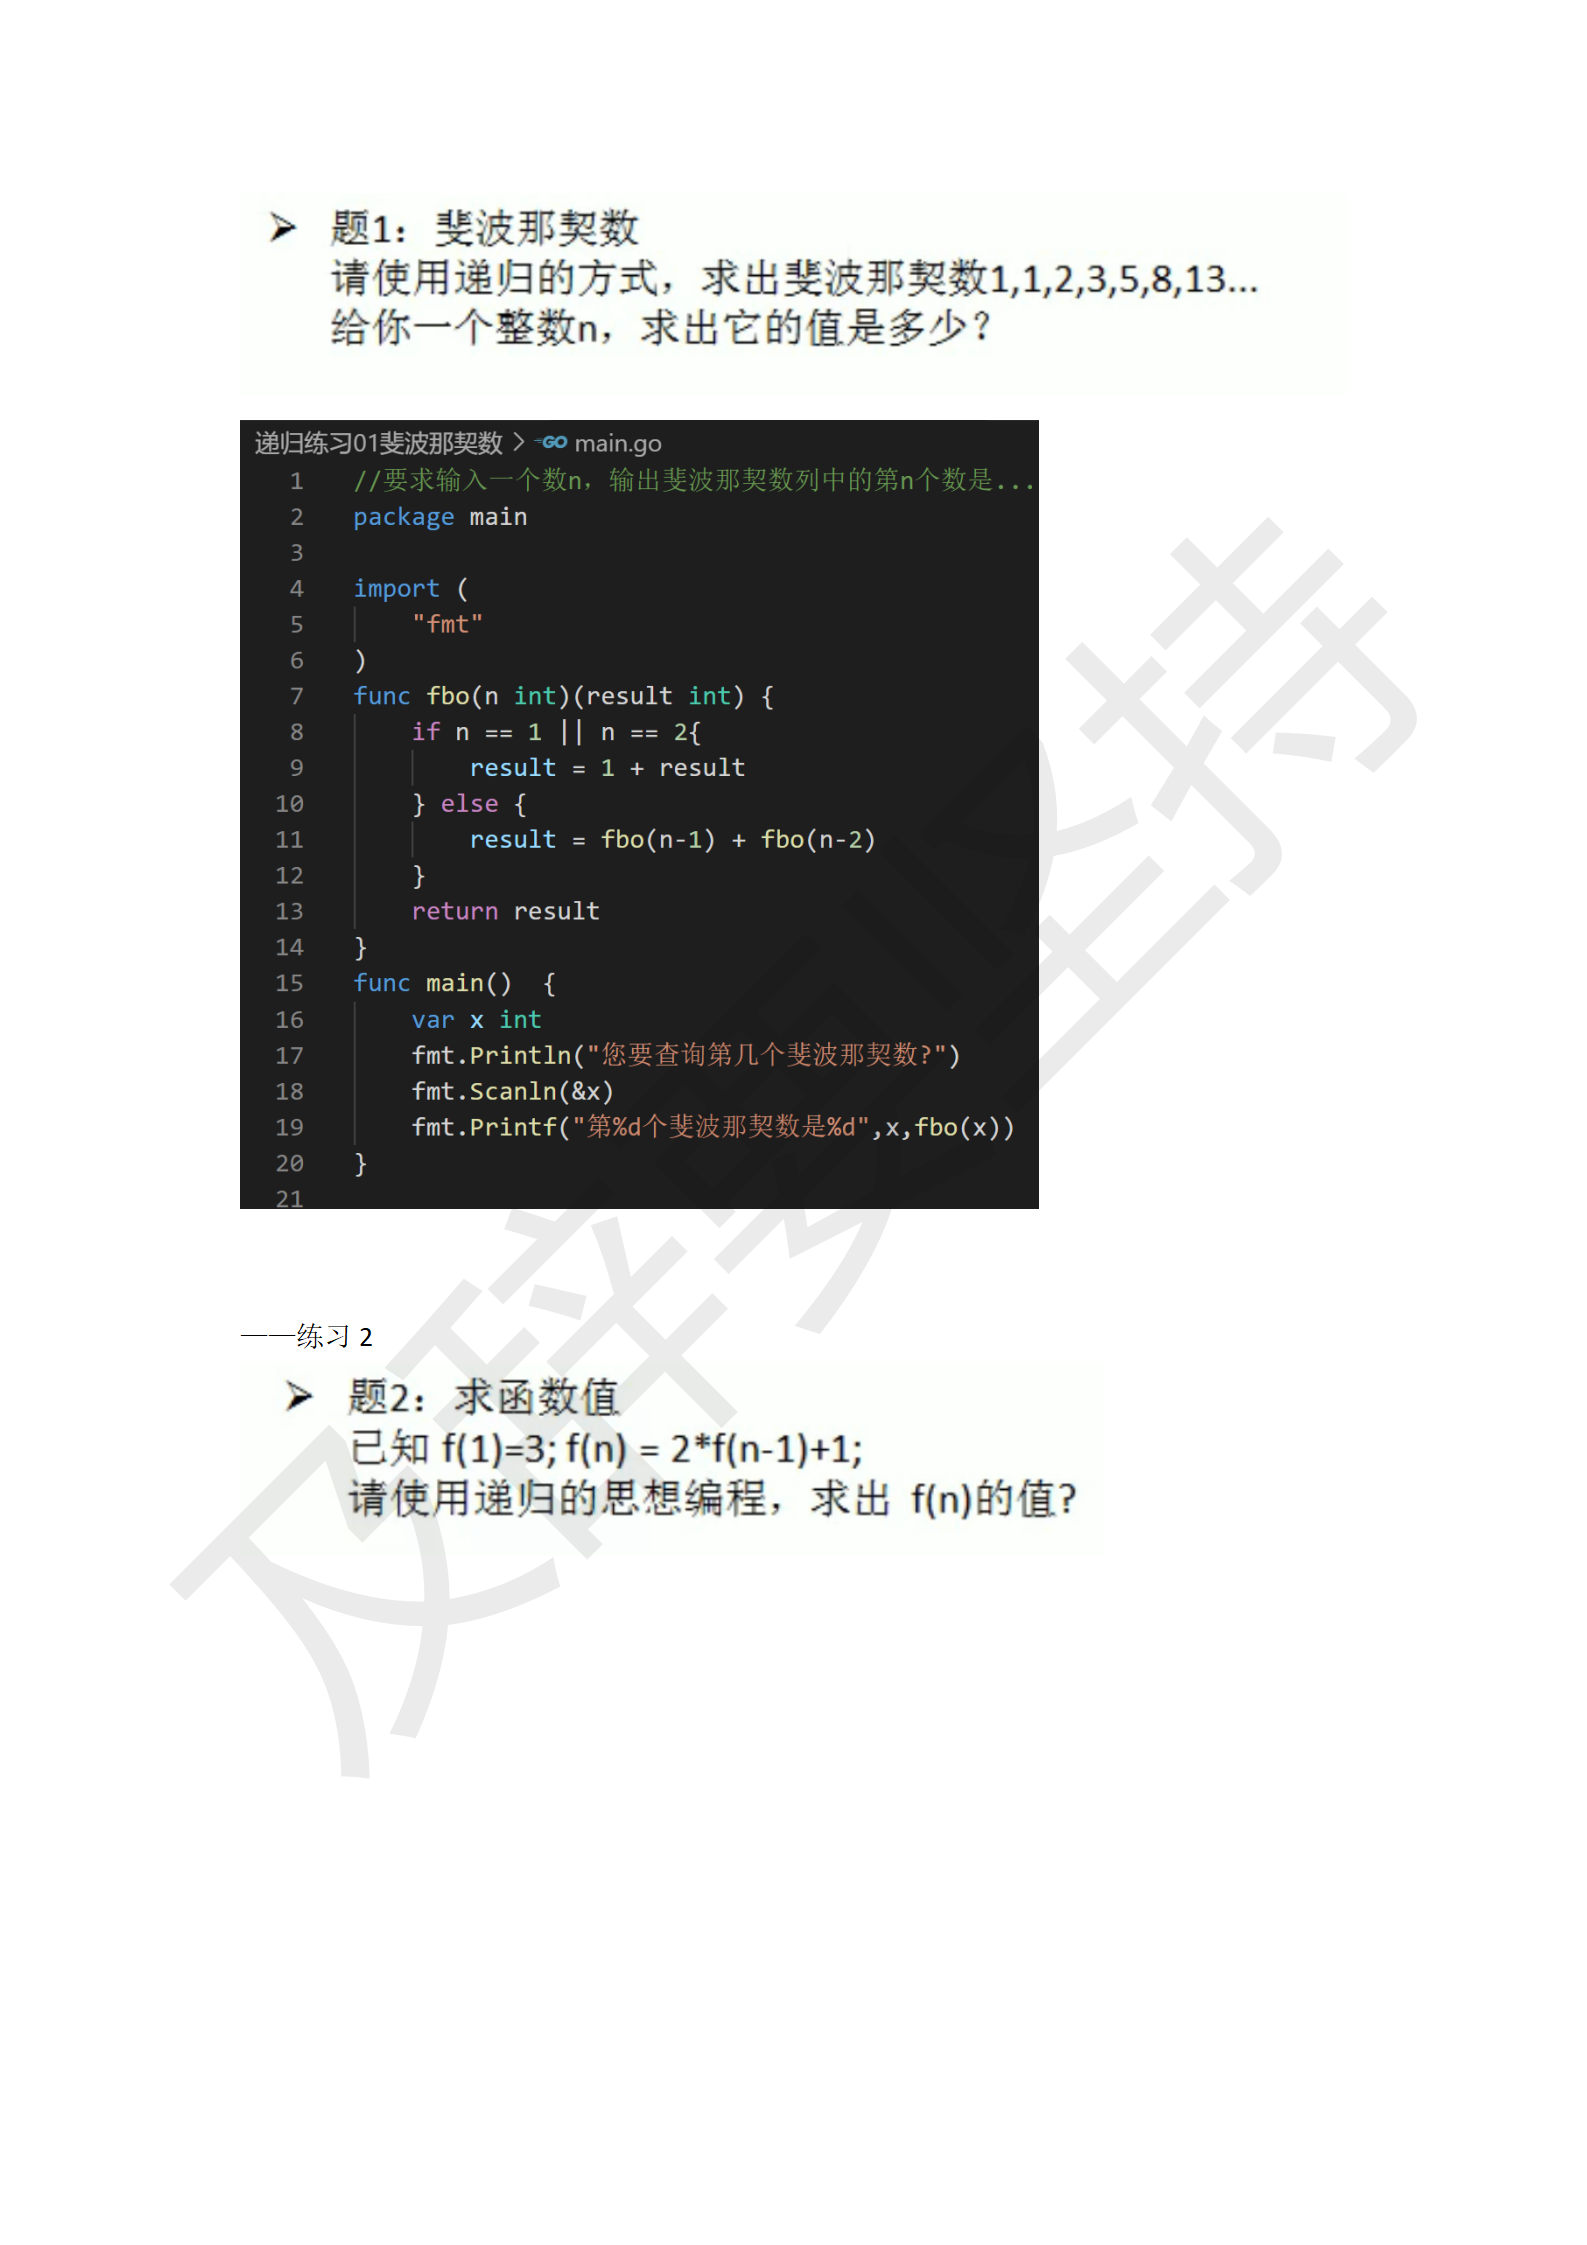 ➢ 题1：斐波那契数
请使用递归的方式，求出斐波那契数1,1,2,3,5,8,13...
给你一个整数n，求出它的值是多少？
递归练习01斐波那契数 > GO main.go
1 //要求输入一个数n，输出斐波那契数列中的第n个数是...
2 package main
3
4 import (
5 "fmt"
6 )
7 func fbo(n int)(result int) {
8 if n == 1 || n == 2{
9 result = 1 + result
10 } else {
11 result = fbo(n-1) + fbo(n-2)
12 }
13 return result
14 }
15 func main()  {
16 var x int
17 fmt.Println("您要查询第几个斐波那契数?")
18 fmt.Scanln(&x)
19 fmt.Printf("第%d个斐波那契数是%d",x,fbo(x))
20 }
21
——练习 2
➢ 题2：求函数值
已知 f(1)=3; f(n) = 2*f(n-1)+1;
请使用递归的思想编程，求出 f(n)的值?
及辞要坚持